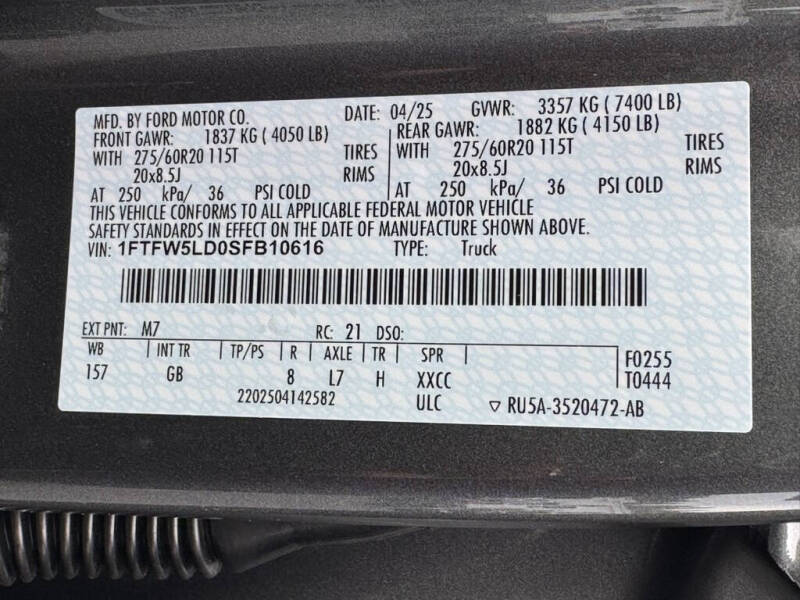 MFD. BY FORD MOTOR CO. DATE: 04/25 GVWR: 3357 KG ( 7400 LB)
FRONT GAWR: 1837 KG ( 4050 LB) REAR GAWR: 1882 KG ( 4150 LB)
WITH 275/60R20 115T TIRES WITH 275/60R20 115T TIRES
20x8.5J RIMS 20x8.5J RIMS
AT 250 kPa/ 36 PSI COLD AT 250 kPa/ 36 PSI COLD
THIS VEHICLE CONFORMS TO ALL APPLICABLE FEDERAL MOTOR VEHICLE
SAFETY STANDARDS IN EFFECT ON THE DATE OF MANUFACTURE SHOWN ABOVE.
VIN: 1FTFW5LD0SFB10616 TYPE: Truck
EXT PNT: M7 RC: 21 DSO:
WB INT TR TP/PS R AXLE TR SPR F0255
157 GB 8 L7 H XXCC T0444
2202504142582 ULC ▽ RU5A-3520472-AB